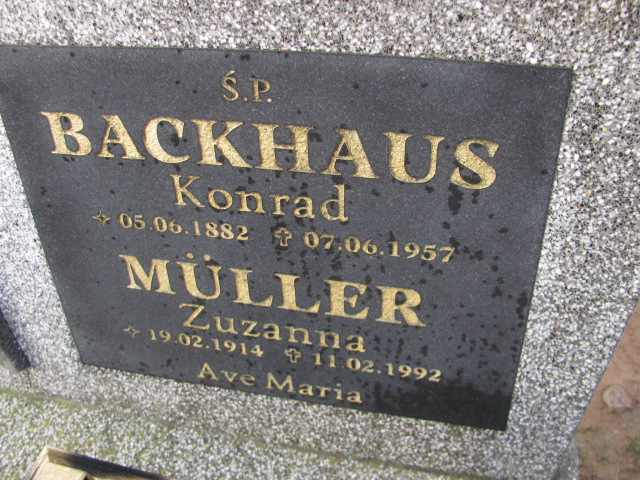 Ś.P.
BACKHAUS
Konrad
05.06.1882 07.06.1957
MÜLLER
Zuzanna
19.02.1914 11.02.1992
Ave Maria